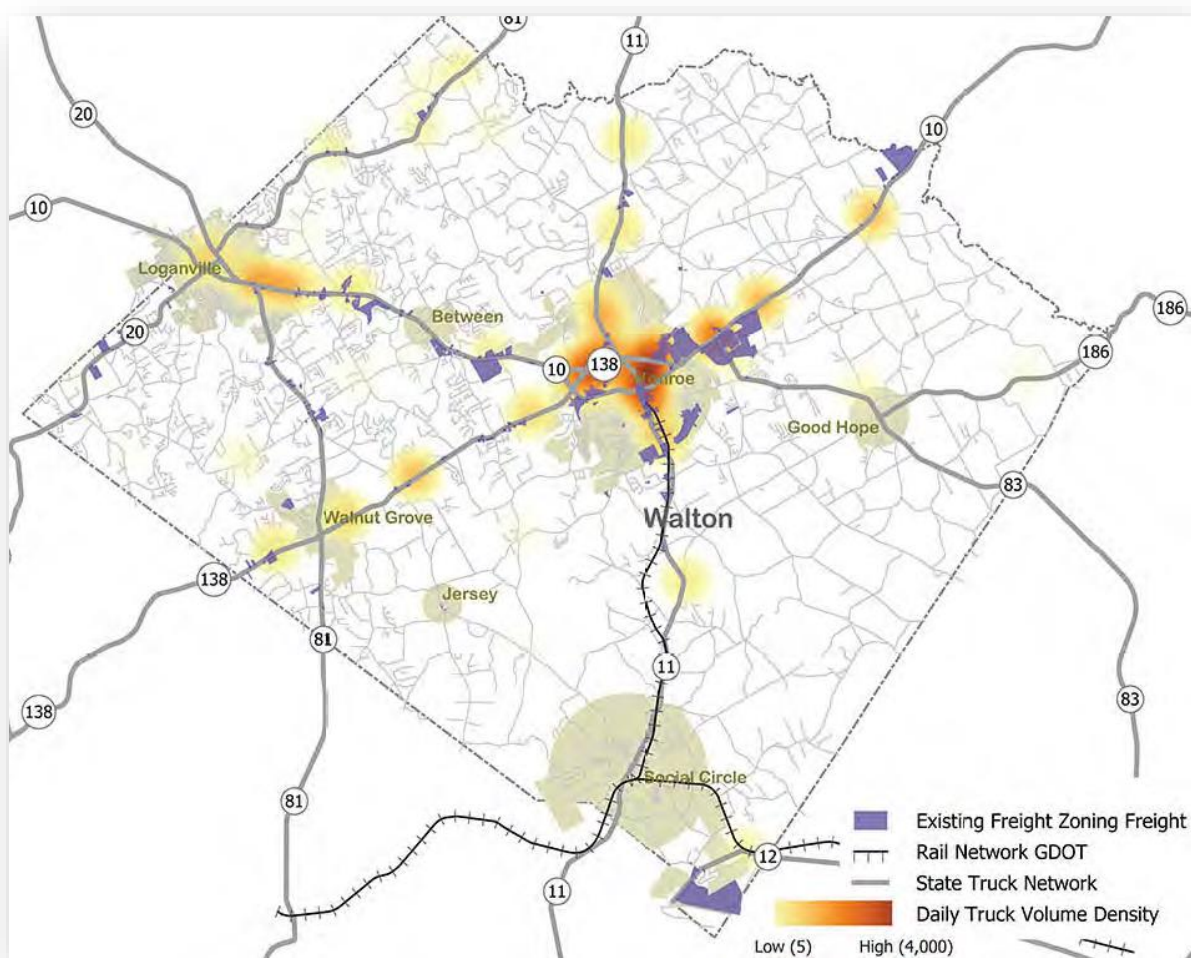 81
11
20
10
10
Loganville
20
Between
186
186
10
138
Monroe
Good Hope
83
Walnut Grove
Walton
138
Jersey
81
11
138
83
Social Circle
81
12
11
Existing Freight Zoning Freight
Rail Network GDOT
State Truck Network
Daily Truck Volume Density
Low (5) High (4,000)